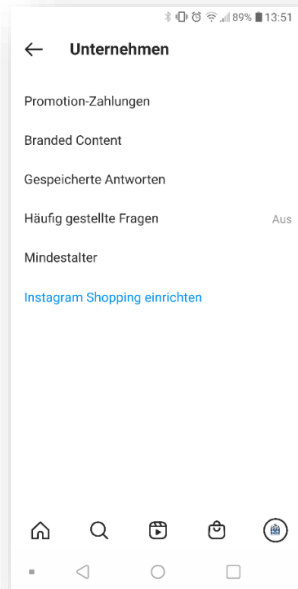 89% 13:51
Unternehmen
Promotion-Zahlungen
Branded Content
Gespeicherte Antworten
Häufig gestellte Fragen Aus
Mindestalter
Instagram Shopping einrichten